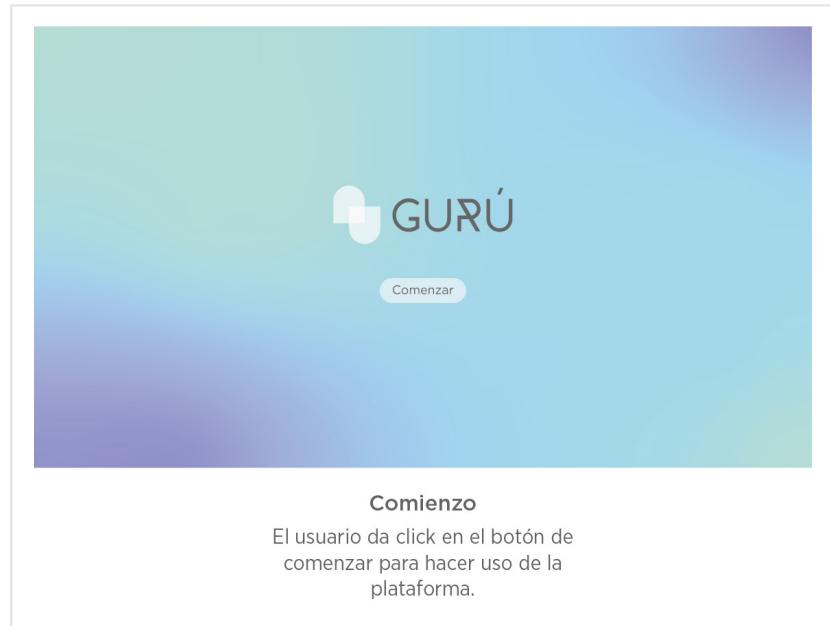 GURÚ
Comenzar
Comienzo
El usuario da click en el botón de
comenzar para hacer uso de la
plataforma.